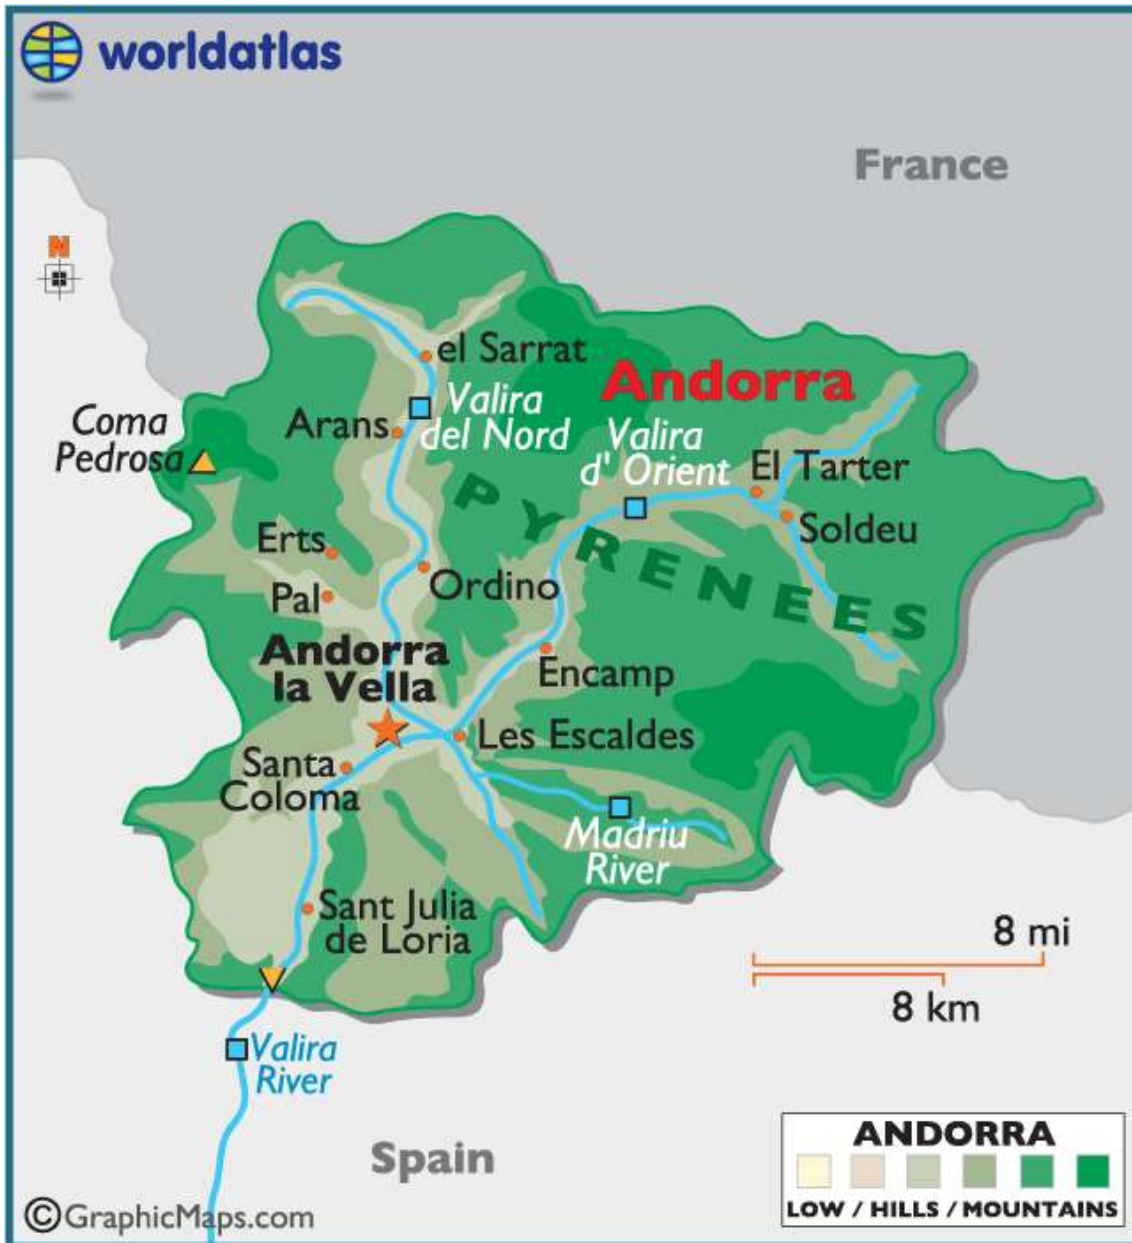 worldatlas
France
N
el Sarrat
Andorra
Coma
Pedrosa
Arans
Valira
del Nord
Valira
d' Orient
El Tarter
PYRENEES
Soldeu
Erts
Pal
Ordino
Andorra
la Vella
Encamp
Les Escaldes
Santa
Coloma
Madriu
River
Sant Julia
de Loria
8 mi
8 km
Valira
River
Spain
ANDORRA
LOW / HILLS / MOUNTAINS
©GraphicMaps.com